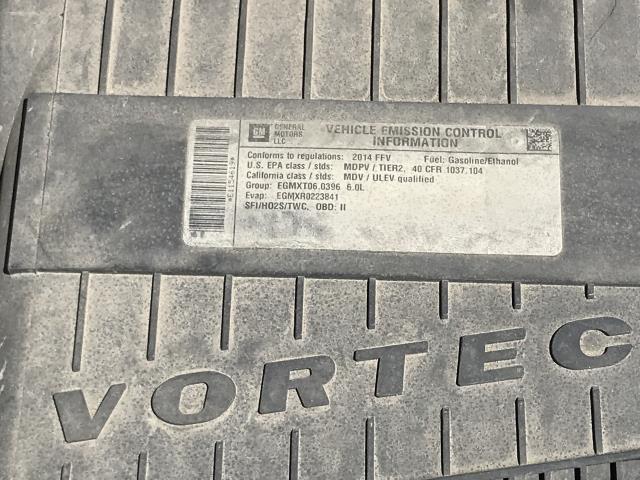 GM
GENERAL MOTORS LLC
VEHICLE EMISSION CONTROL
INFORMATION
Conforms to regulations: 2014 FFV Fuel: Gasoline/Ethanol
U.S. EPA class / stds: MDPV / TIER2, 40 CFR 1037.104
California class / stds: MDV / ULEV qualified
Group: EGMXT06.0396 6.0L
Evap: EGMXR0223841
SFI/HO2S/TWC, OBD: II
*E11546119*
VORTEC